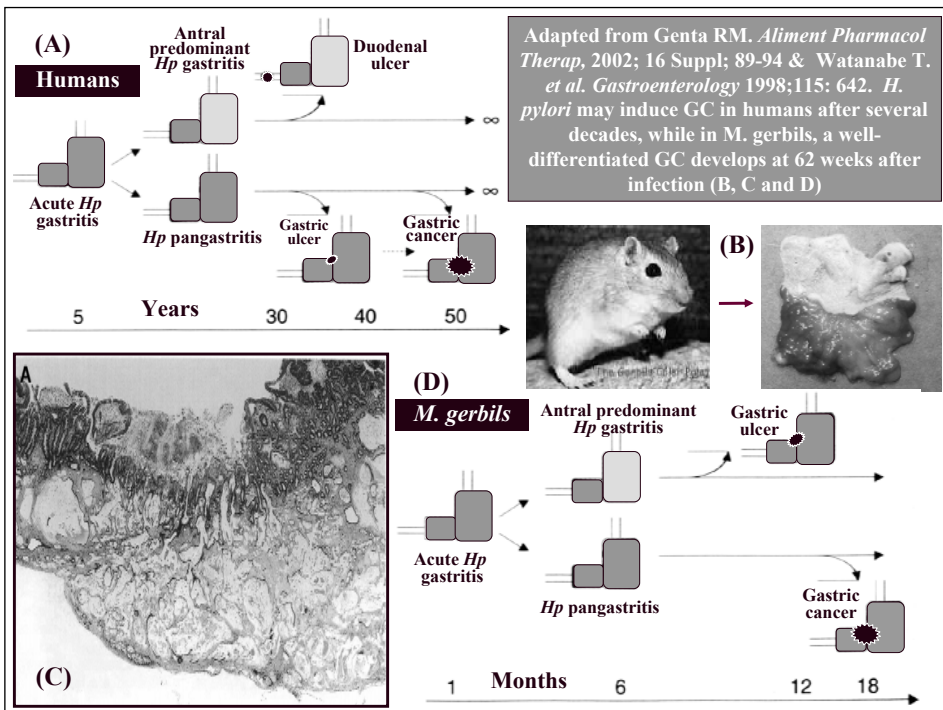 (A)
Humans
Antral
predominant
Hp gastritis
Duodenal
ulcer
∞
Acute Hp
gastritis
∞
Hp pangastritis
Gastric
ulcer
Gastric
cancer
5
Years
30
40
50
Adapted from Genta RM. Aliment Pharmacol
Therap, 2002; 16 Suppl; 89-94 & Watanabe T.
et al. Gastroenterology 1998;115: 642. H.
pylori may induce GC in humans after several
decades, while in M. gerbils, a well-
differentiated GC develops at 62 weeks after
infection (B, C and D)
(B)
A
(C)
(D)
M. gerbils
Antral predominant
Hp gastritis
Gastric
ulcer
Acute Hp
gastritis
Hp pangastritis
Gastric
cancer
1
Months
6
12
18